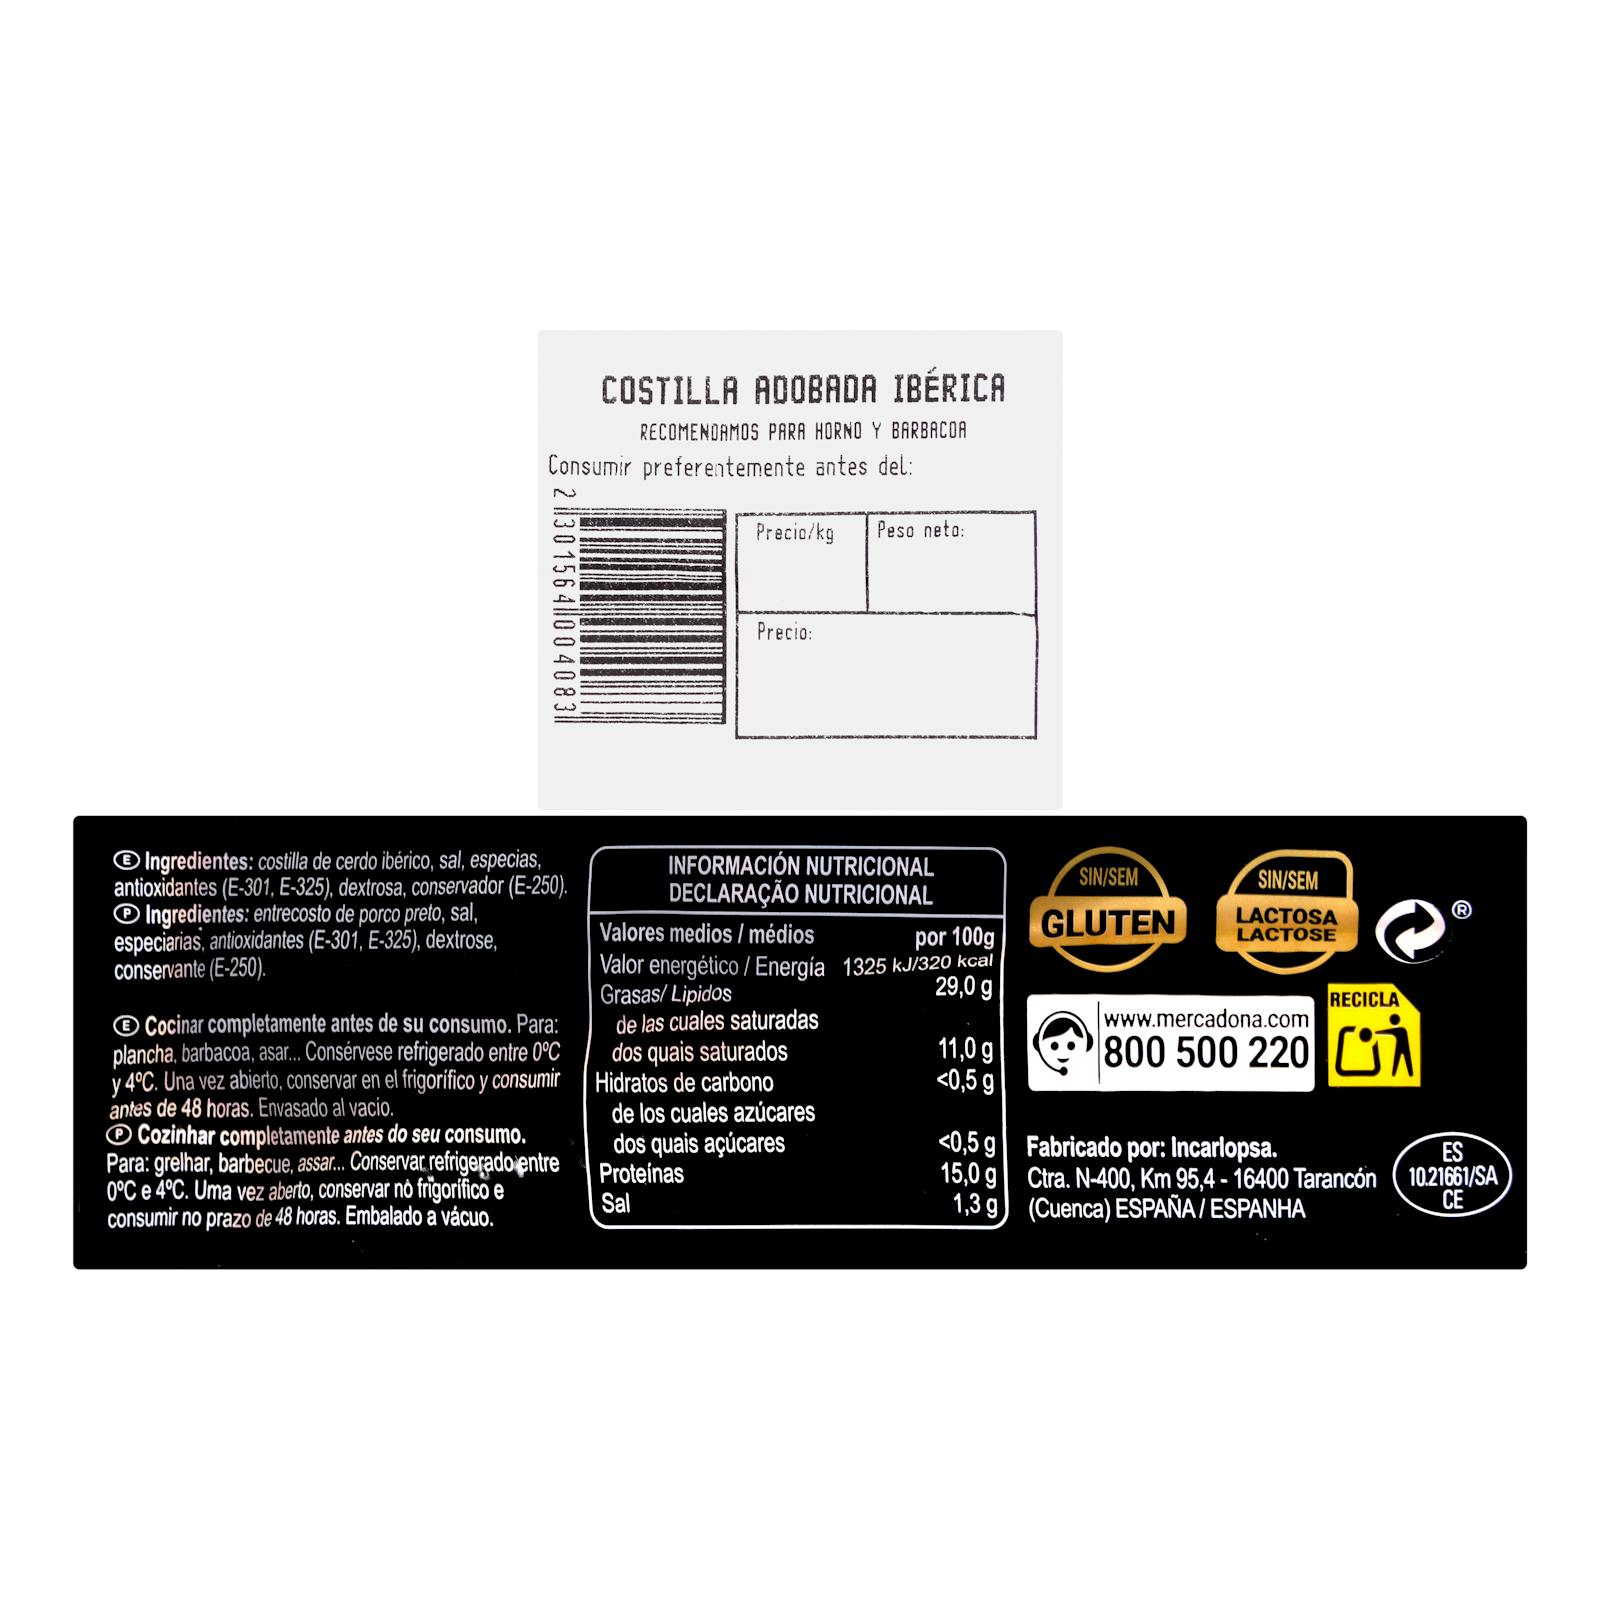 COSTILLA ADOBADA IBÉRICA
RECOMENDAMOS PARA HORNO Y BARBACOA
Consumir preferentemente antes del:
2 301564 004083
Precio/kg
Peso neto:
Precio:
E Ingredientes: costilla de cerdo ibérico, sal, especias,
antioxidantes (E-301, E-325), dextrosa, conservador (E-250).
P Ingredientes: entrecosto de porco preto, sal,
especiarias, antioxidantes (E-301, E-325), dextrose,
conservante (E-250).
E Cocinar completamente antes de su consumo. Para:
plancha, barbacoa, asar... Consérvese refrigerado entre 0ºC
y 4ºC. Una vez abierto, conservar en el frigorífico y consumir
antes de 48 horas. Envasado al vacio.
P Cozinhar completamente antes do seu consumo.
Para: grelhar, barbecue, assar... Conservar refrigerado entre
0ºC e 4ºC. Uma vez aberto, conservar no frigorífico e
consumir no prazo de 48 horas. Embalado a vácuo.
INFORMACIÓN NUTRICIONAL
DECLARAÇÃO NUTRICIONAL
Valores medios / médios por 100g
Valor energético / Energía 1325 kJ/320 kcal
Grasas/ Lipidos 29,0 g
de las cuales saturadas
dos quais saturados 11,0 g
Hidratos de carbono <0,5 g
de los cuales azúcares
dos quais açúcares <0,5 g
Proteínas 15,0 g
Sal 1,3 g
SIN/SEM
GLUTEN
SIN/SEM
LACTOSA
LACTOSE
®
www.mercadona.com
800 500 220
RECICLA
Fabricado por: Incarlopsa.
Ctra. N-400, Km 95,4 - 16400 Tarancón
(Cuenca) ESPAÑA / ESPANHA
ES
10.21661/SA
CE